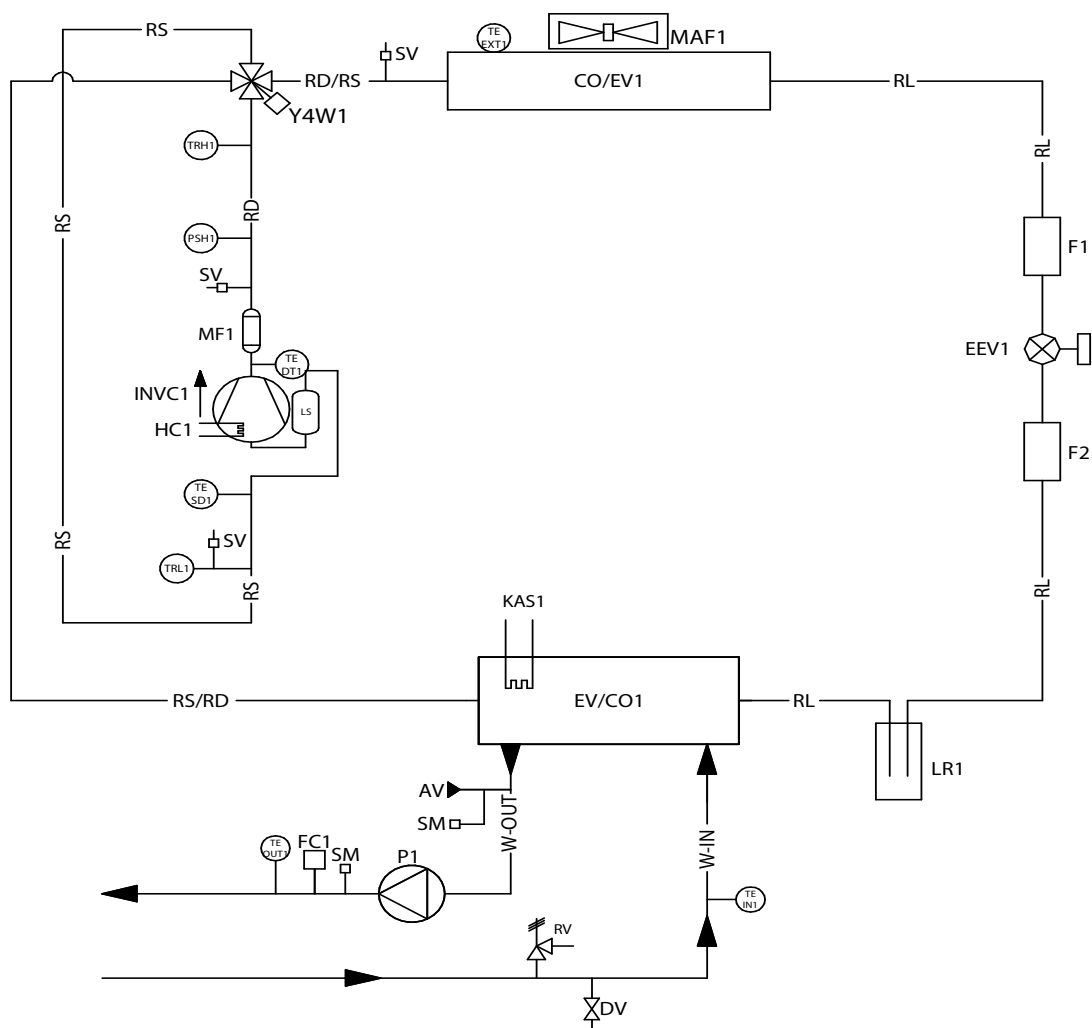 RS
SV
TE
EXT1
MAF1
RD/RS
CO/EV1
RL
Y4W1
TRH1
RL
RD
RS
PSH1
F1
SV
MF1
TE
DT1
EEV1
INVC1
LS
HC1
F2
TE
SD1
RS
SV
TRL1
RS
RL
KAS1
RS/RD
EV/CO1
RL
LR1
AV
SM
W-OUT
W-IN
TE
OUT1
FC1
SM
P1
TE
IN1
RV
DV